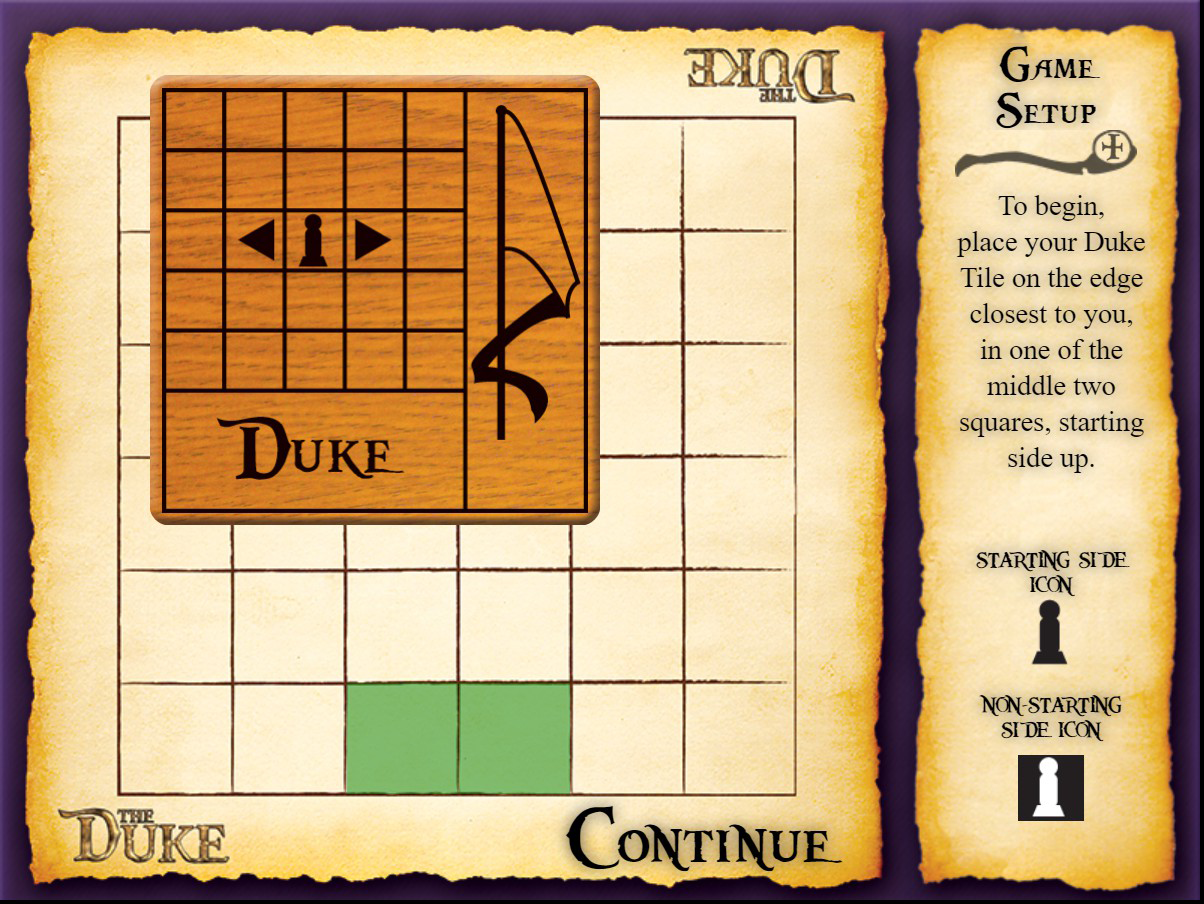 THE
DUKE
DUKE
THE
DUKE
CONTINUE
GAME
SETUP
To begin,
place your Duke
Tile on the edge
closest to you,
in one of the
middle two
squares, starting
side up.
STARTING SIDE
ICON
NON-STARTING
SIDE ICON